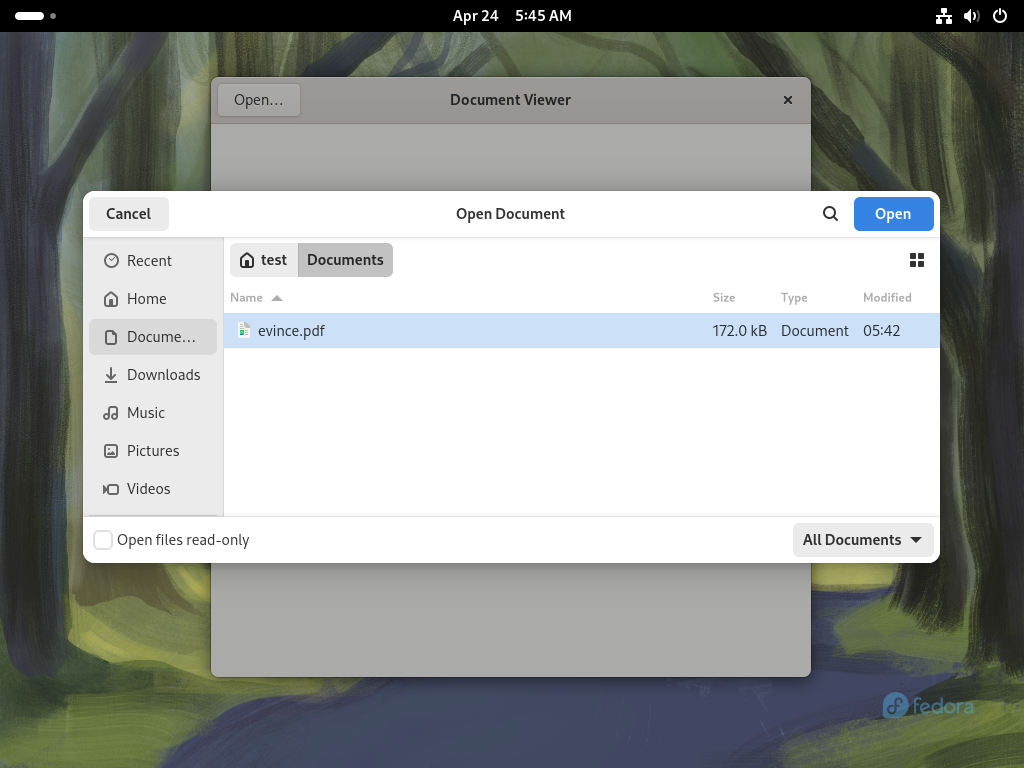 Apr 24 5:45 AM
Open… Document Viewer
Cancel Open Document Open
Recent
Home
Docume…
Downloads
Music
Pictures
Videos
test Documents
Name Size Type Modified
evince.pdf 172.0 kB Document 05:42
Open files read-only All Documents
fedora